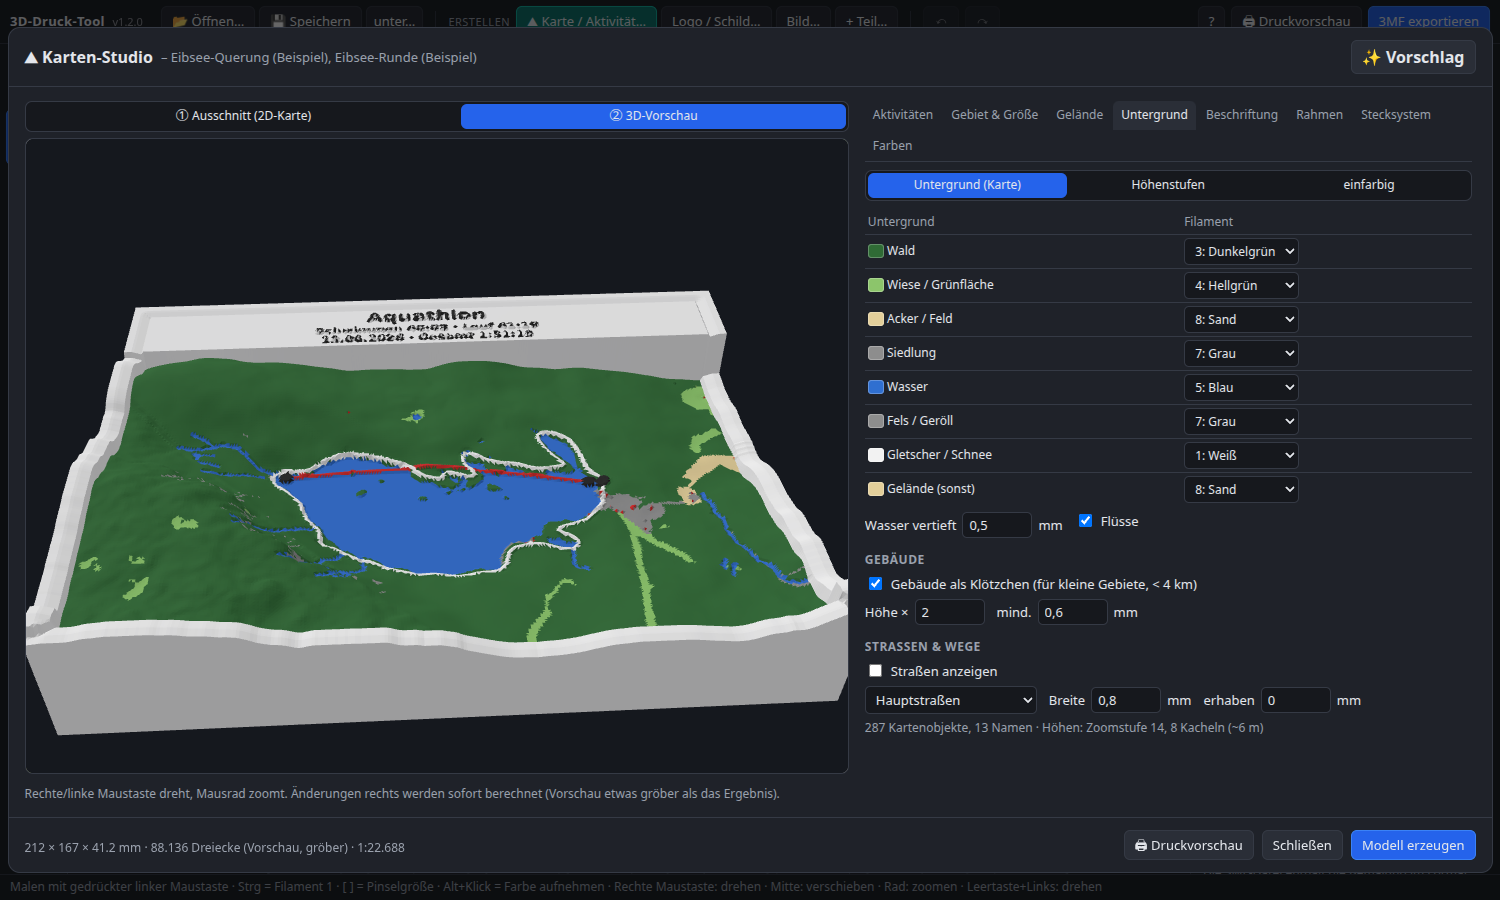 3D-Druck-Tool v1.2.0 📂 Öffnen... 💾 Speichern unter... ERSTELLEN ▲ Karte / Aktivität... Logo / Schild... Bild... + Teil... ? Druckvorschau 3MF exportieren
▲ Karten-Studio – Eibsee-Querung (Beispiel), Eibsee-Runde (Beispiel) ✨ Vorschlag
① Ausschnitt (2D-Karte) ② 3D-Vorschau
Aktivitäten Gebiet & Größe Gelände Untergrund Beschriftung Rahmen Stecksystem
Farben
Untergrund (Karte) Höhenstufen einfarbig
Untergrund Filament
Wald 3: Dunkelgrün
Wiese / Grünfläche 4: Hellgrün
Acker / Feld 8: Sand
Siedlung 7: Grau
Wasser 5: Blau
Fels / Geröll 7: Grau
Gletscher / Schnee 1: Weiß
Gelände (sonst) 8: Sand
Wasser vertieft 0,5 mm Flüsse
GEBÄUDE
Gebäude als Klötzchen (für kleine Gebiete, < 4 km)
Höhe × 2 mind. 0,6 mm
STRASSEN & WEGE
Straßen anzeigen
Hauptstraßen Breite 0,8 mm erhaben 0 mm
287 Kartenobjekte, 13 Namen · Höhen: Zoomstufe 14, 8 Kacheln (~6 m)
Aquathlon
Rechte/linke Maustaste dreht, Mausrad zoomt. Änderungen rechts werden sofort berechnet (Vorschau etwas gröber als das Ergebnis).
212 × 167 × 41.2 mm · 88.136 Dreiecke (Vorschau, gröber) · 1:22.688
Druckvorschau Schließen Modell erzeugen
Malen mit gedrückter linker Maustaste · Strg = Filament 1 · [ ] = Pinselgröße · Alt+Klick = Farbe aufnehmen · Rechte Maustaste: drehen · Mitte: verschieben · Rad: zoomen · Leertaste+Links: drehen